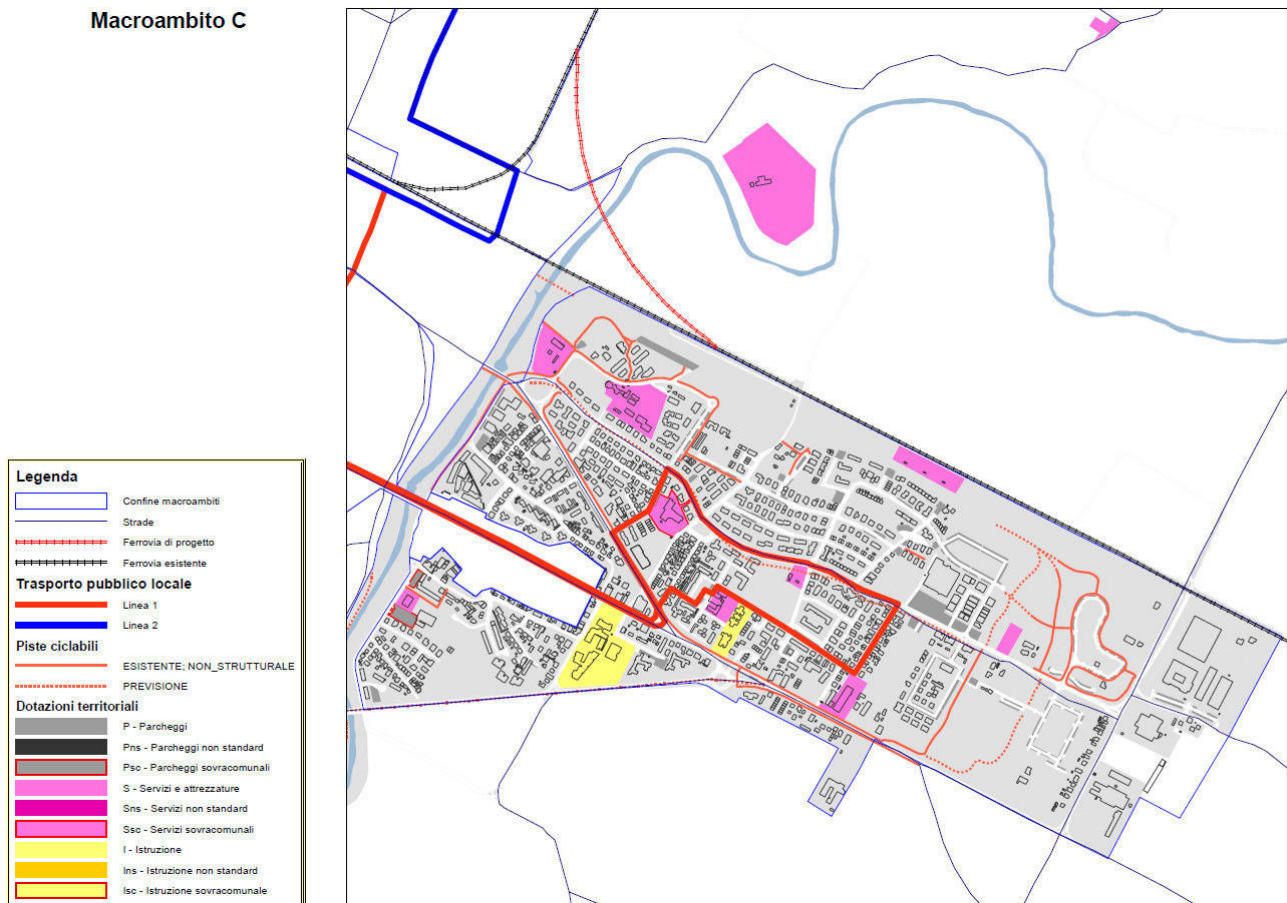 Macroambito C
Legenda
Confine macroambiti
Strade
Ferrovia di progetto
Ferrovia esistente
Trasporto pubblico locale
Linea 1
Linea 2
Piste ciclabili
ESISTENTE; NON_STRUTTURALE
PREVISIONE
Dotazioni territoriali
P - Parcheggi
Pns - Parcheggi non standard
Psc - Parcheggi sovracomunali
S - Servizi e attrezzature
Sns - Servizi non standard
Ssc - Servizi sovracomunali
I - Istruzione
Ins - Istruzione non standard
Isc - Istruzione sovracomunale